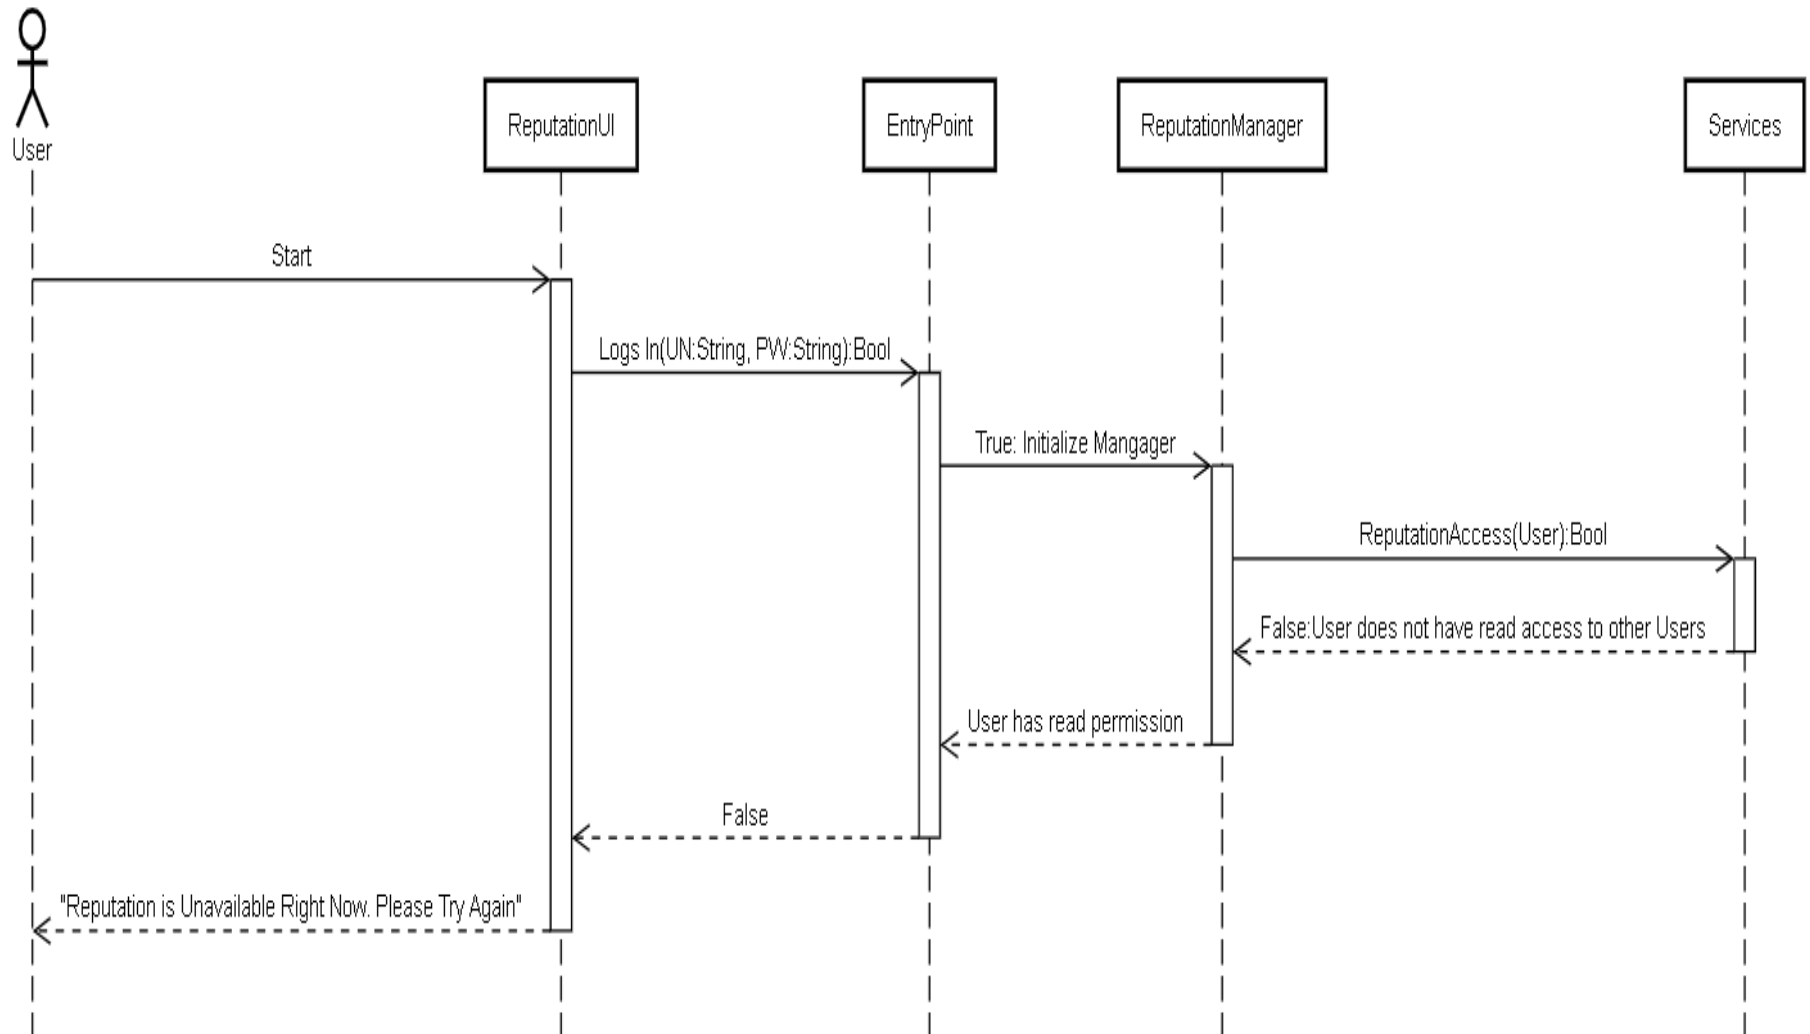 User
ReputationUI
EntryPoint
ReputationManager
Services
Start
Logs In(UN:String, PW:String):Bool
True: Initialize Mangager
ReputationAccess(User):Bool
False:User does not have read access to other Users
User has read permission
False
"Reputation is Unavailable Right Now. Please Try Again"